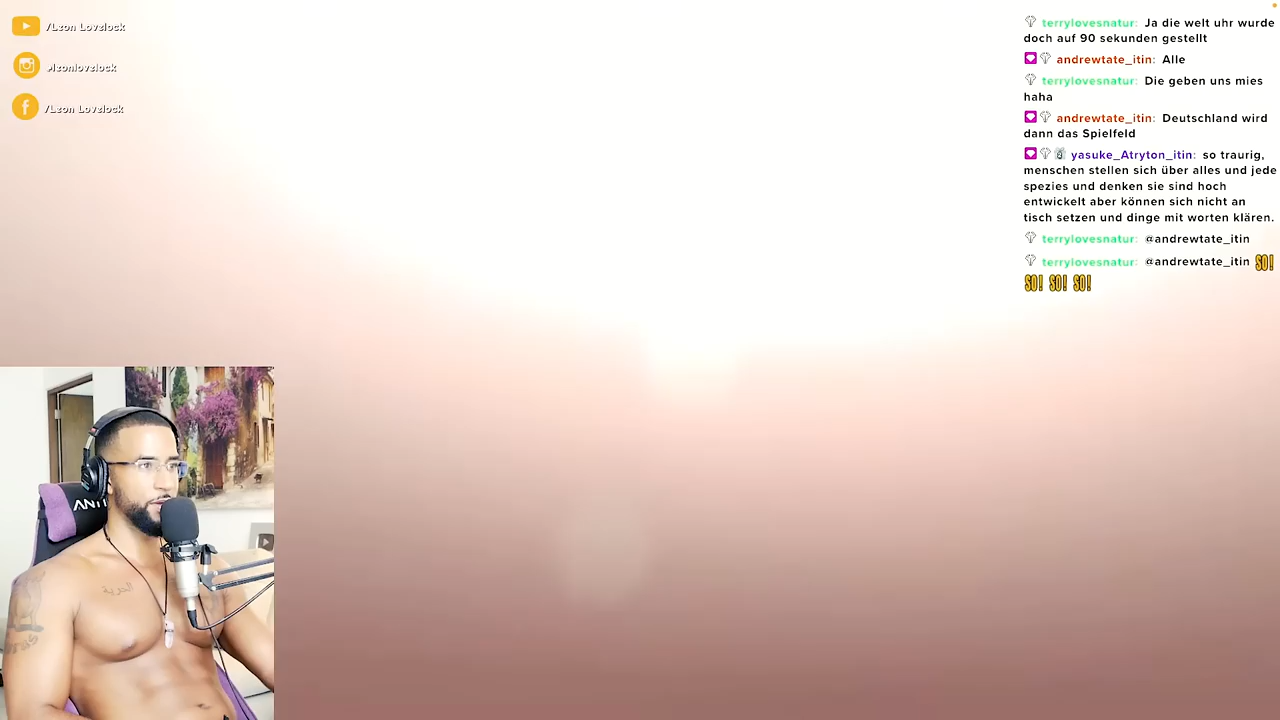 /Leon Lovelock
/leonlovelock
/Leon Lovelock
terrylovesnatur: Ja die welt uhr wurde
doch auf 90 sekunden gestellt
andrewtate_itin: Alle
terrylovesnatur: Die geben uns mies
haha
andrewtate_itin: Deutschland wird
dann das Spielfeld
yasuke_Atryton_itin: so traurig,
menschen stellen sich über alles und jede
spezies und denken sie sind hoch
entwickelt aber können sich nicht an
tisch setzen und dinge mit worten klären.
terrylovesnatur: @andrewtate_itin
terrylovesnatur: @andrewtate_itin SO!
SO! SO! SO!
الحرية